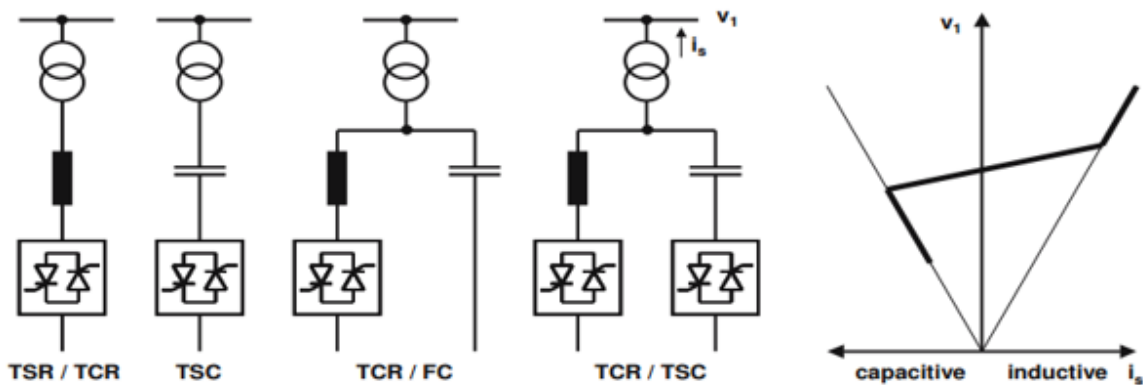 v₁
iₛ
v₁
TSR / TCR
TSC
TCR / FC
TCR / TSC
capacitive
inductive
iₛ